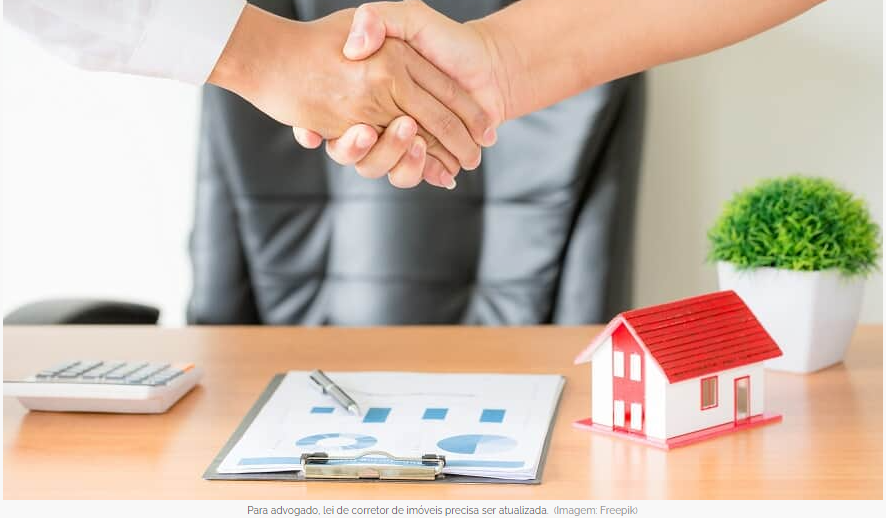 Para advogado, lei de corretor de imóveis precisa ser atualizada. (Imagem: Freepik)